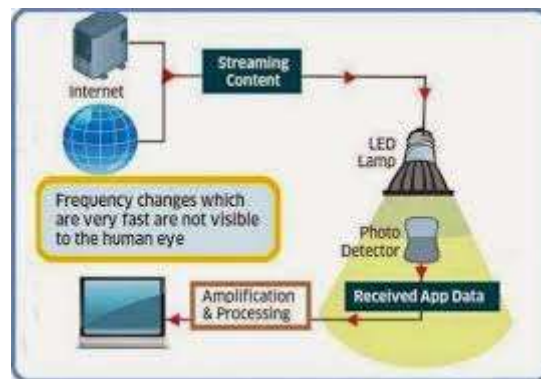 Internet
Streaming
Content
LED
Lamp
Frequency changes which
are very fast are not visible
to the human eye
Photo
Detector
Amplification
& Processing
Received App Data